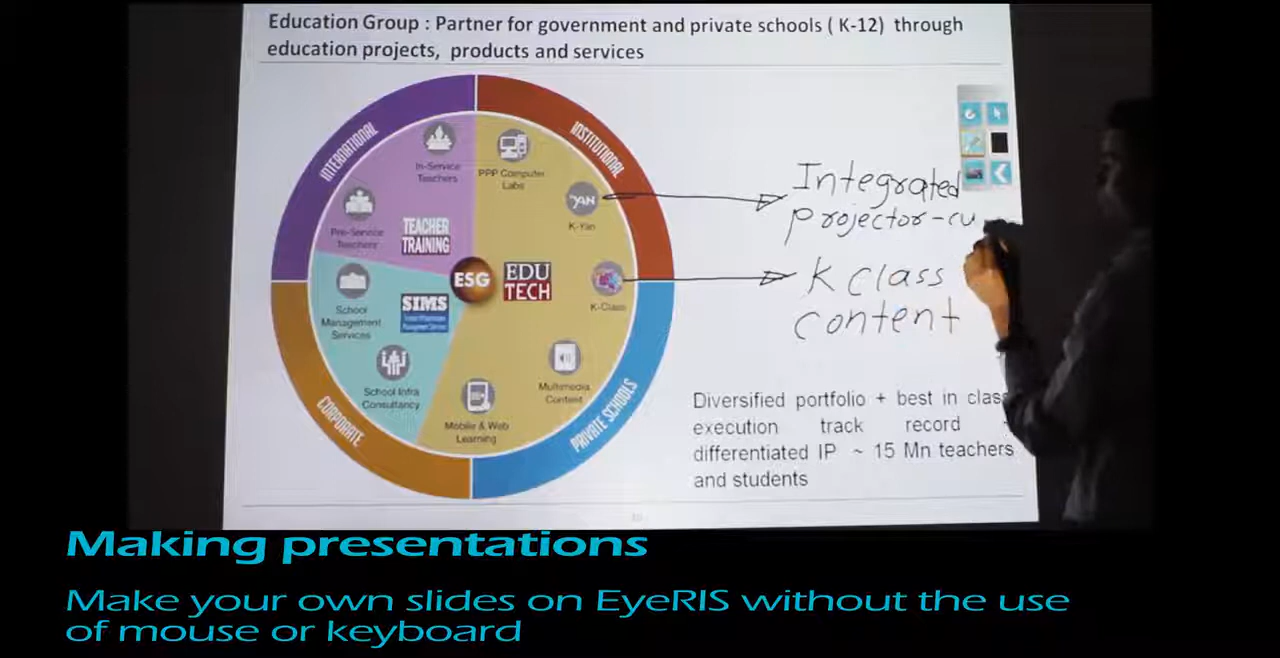 Education Group : Partner for government and private schools ( K-12) through
education projects, products and services
INTERNATIONAL
INSTITUTIONAL
CORPORATE
PRIVATE SCHOOLS
In-Service
Teachers
PPP Computer
Labs
YAN
K-Yan
Pre-Service
Teachers
TEACHER
TRAINING
ESG
EDU
TECH
K-Class
School
Management
Services
SIMS
School Infra
Consultancy
Multimedia
Content
Mobile & Web
Learning
Integrated
projector-cu
K class
content
Diversified portfolio + best in class
execution track record
differentiated IP ~ 15 Mn teachers
and students
Making presentations
Make your own slides on EyeRIS without the use
of mouse or keyboard